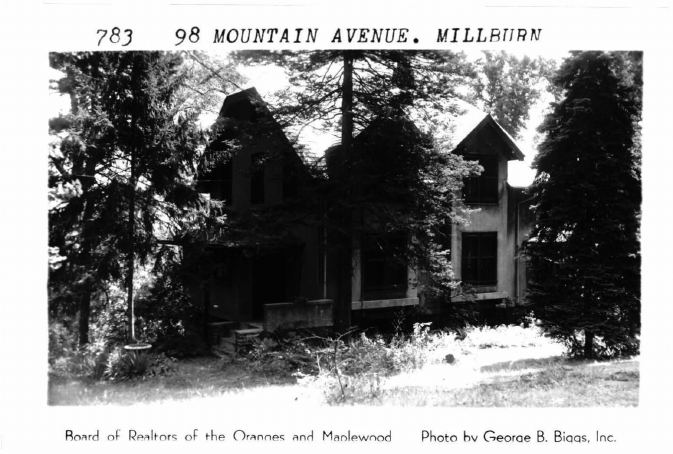 783 98 MOUNTAIN AVENUE. MILLBURN
Board of Realtors of the Oranges and Maplewood Photo by George B. Biggs, Inc.